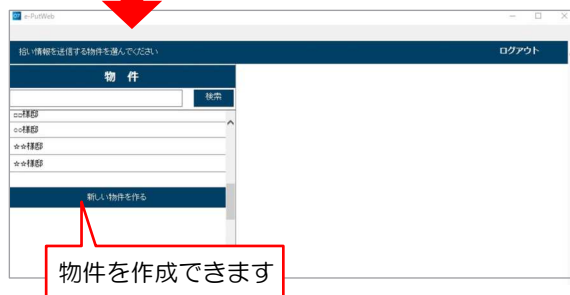 e-PutWeb
拾い情報を送信する物件を選んでください
ログアウト
物 件
検索
○○様邸
○○様邸
☆☆様邸
☆☆様邸
新しい物件を作る
物件を作成できます